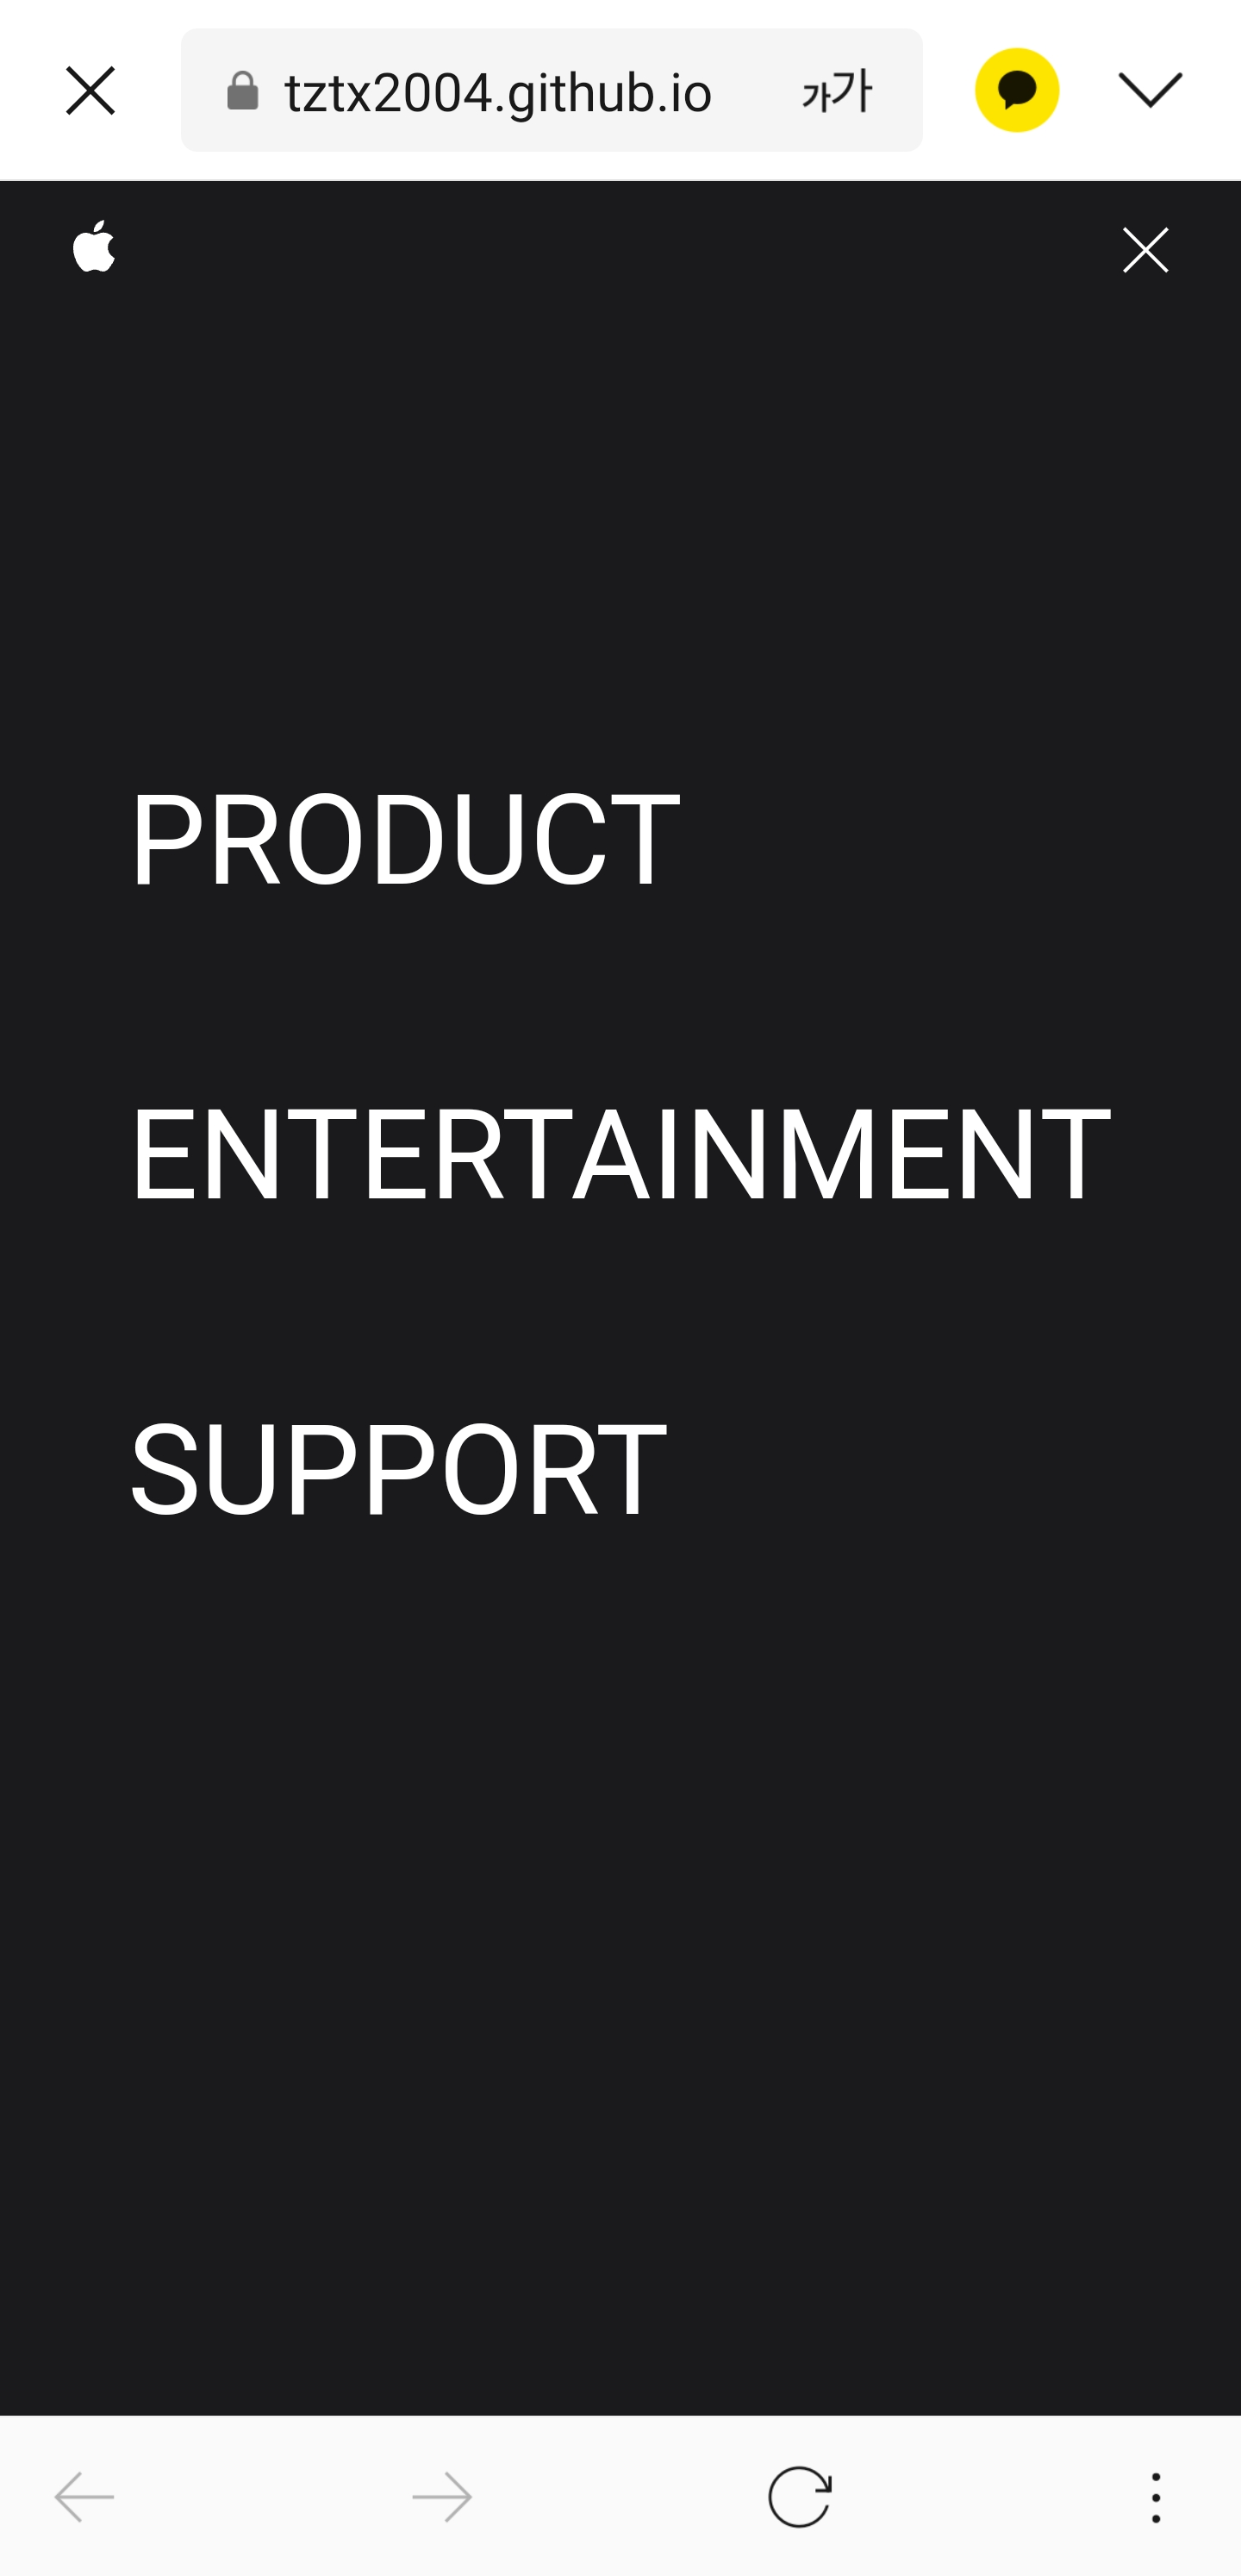 tztx2004.github.io 가가
PRODUCT
ENTERTAINMENT
SUPPORT